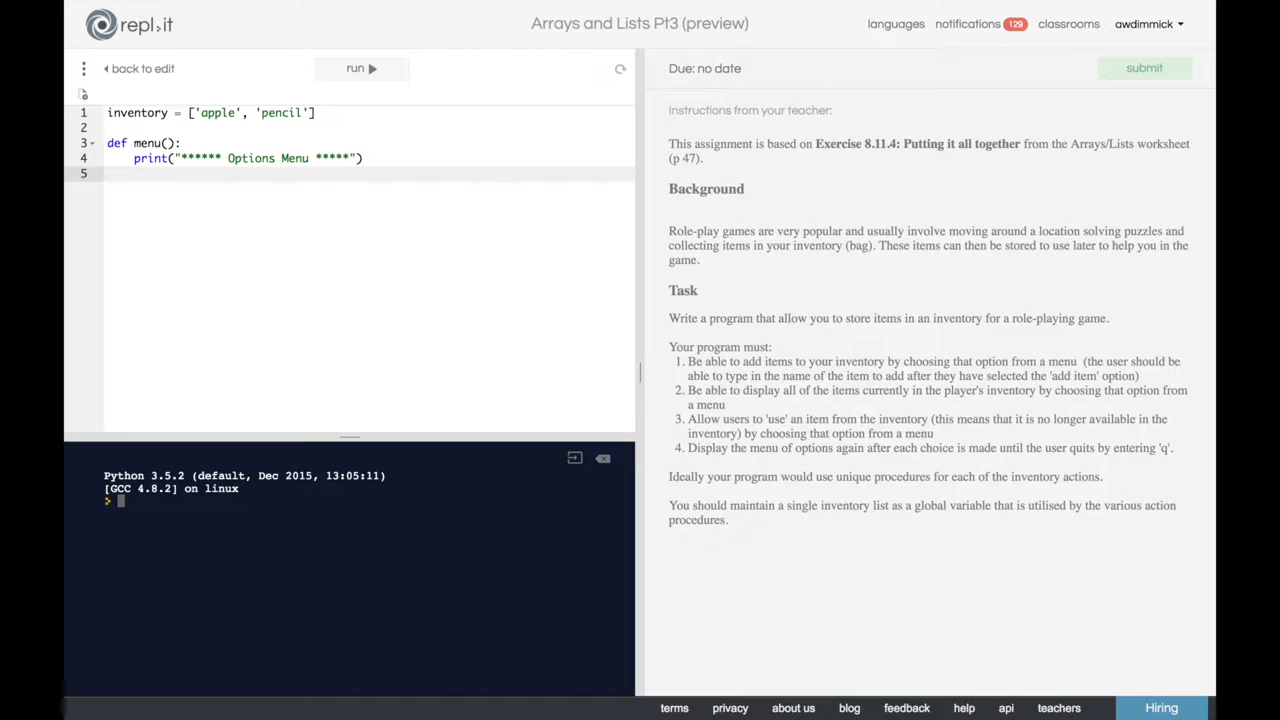 repl.it
Arrays and Lists Pt3 (preview)
languages notifications 129 classrooms awdimmick
back to edit
run
Due: no date
submit
1 inventory = ['apple', 'pencil']
2
3 def menu():
4 print("****** Options Menu *****")
5
Instructions from your teacher:
This assignment is based on Exercise 8.11.4: Putting it all together from the Arrays/Lists worksheet
(p 47).
Background
Role-play games are very popular and usually involve moving around a location solving puzzles and
collecting items in your inventory (bag). These items can then be stored to use later to help you in the
game.
Task
Write a program that allow you to store items in an inventory for a role-playing game.
Your program must:
1. Be able to add items to your inventory by choosing that option from a menu (the user should be
able to type in the name of the item to add after they have selected the 'add item' option)
2. Be able to display all of the items currently in the player's inventory by choosing that option from
a menu
3. Allow users to 'use' an item from the inventory (this means that it is no longer available in the
inventory) by choosing that option from a menu
4. Display the menu of options again after each choice is made until the user quits by entering 'q'.
Ideally your program would use unique procedures for each of the inventory actions.
You should maintain a single inventory list as a global variable that is utilised by the various action
procedures.
Python 3.5.2 (default, Dec 2015, 13:05:11)
[GCC 4.8.2] on linux
>
terms privacy about us blog feedback help api teachers Hiring